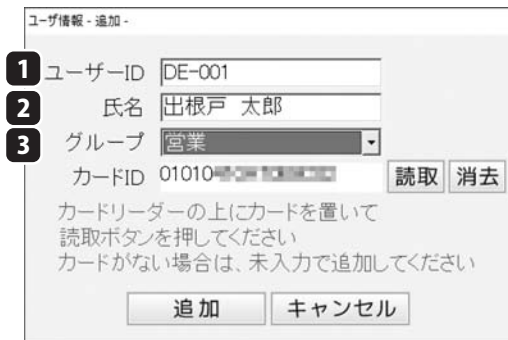 ユーザ情報 - 追加 -
1 ユーザーID DE-001
2 氏名 出根戸 太郎
3 グループ 営業
カードID 01010 読取 消去
カードリーダーの上にカードを置いて
読取ボタンを押してください
カードがない場合は、未入力で追加してください
追加 キャンセル